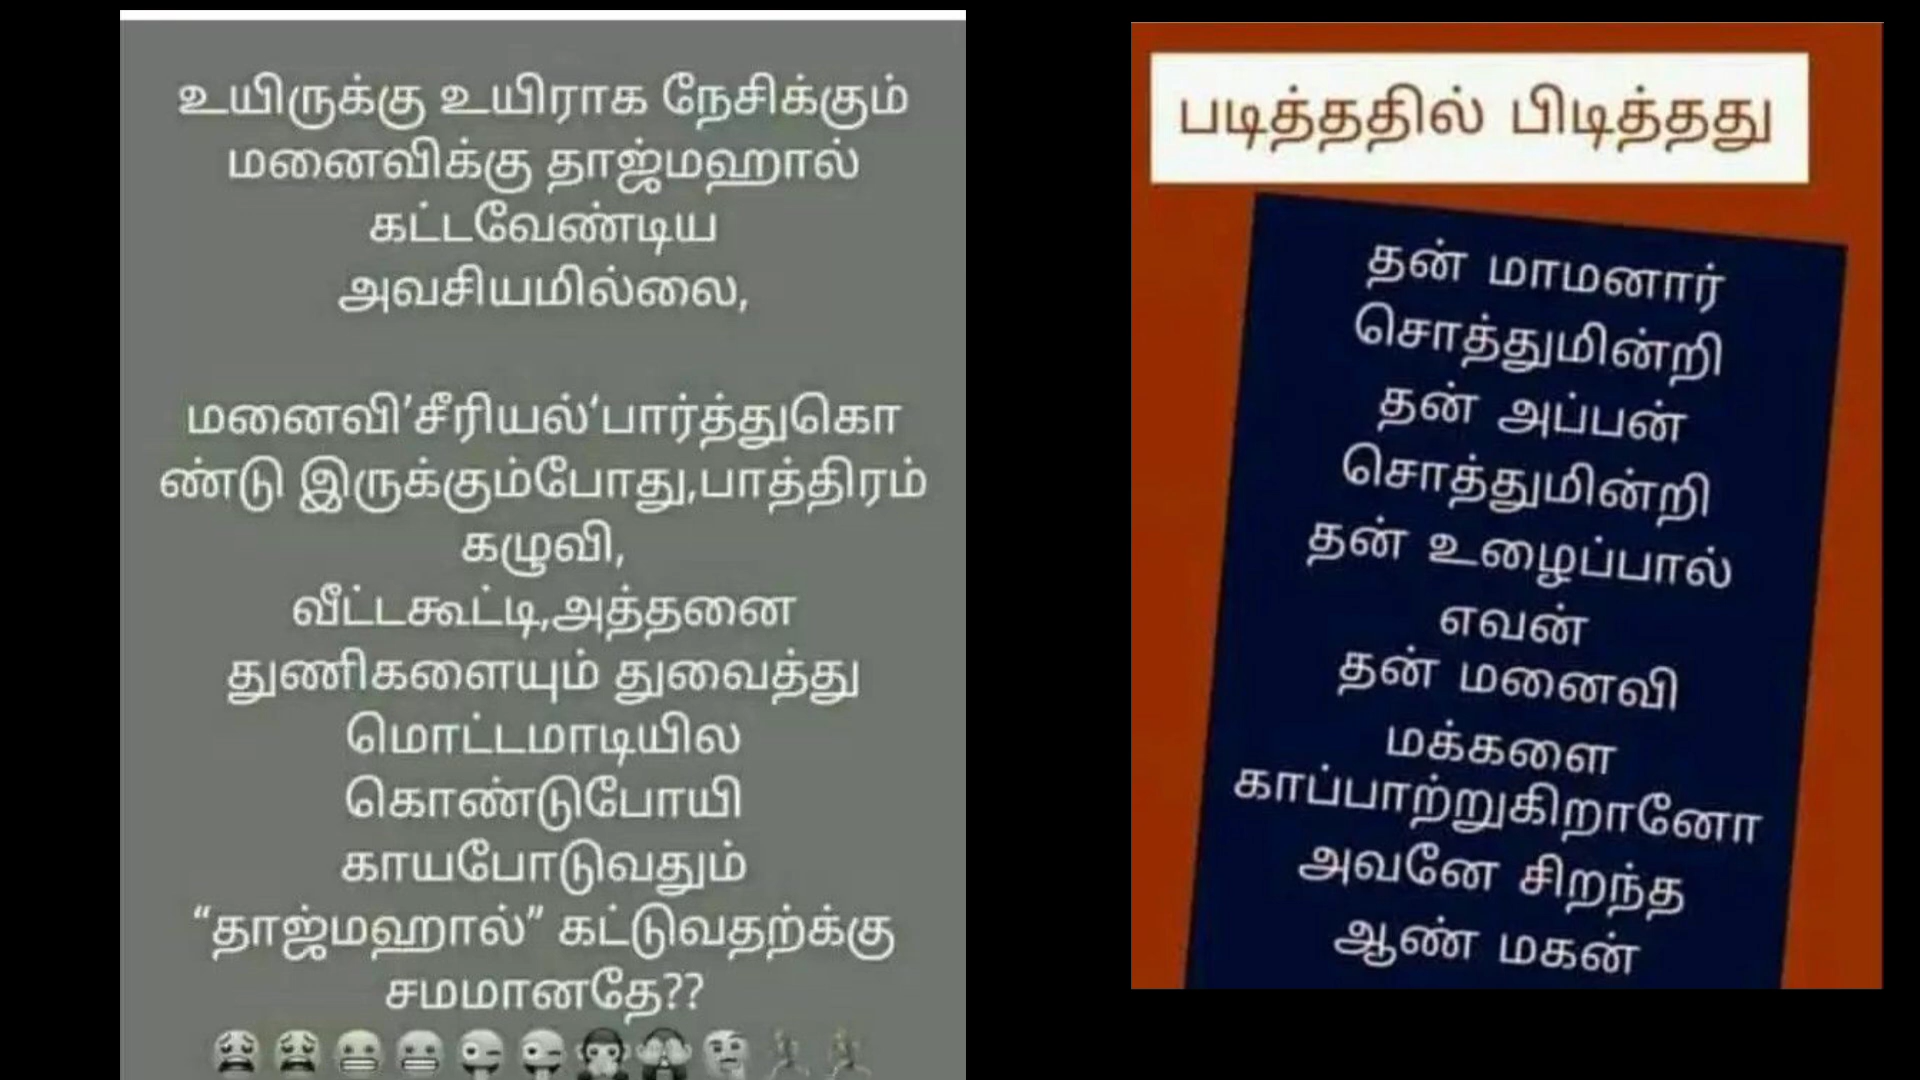 உயிருக்கு உயிராக நேசிக்கும்
மனைவிக்கு தாஜ்மஹால்
கட்டவேண்டிய
அவசியமில்லை,
மனைவி’சீரியல்‘பார்த்துகொ
ண்டு இருக்கும்போது,பாத்திரம்
கழுவி,
வீட்டகூட்டி,அத்தனை
துணிகளையும் துவைத்து
மொட்டமாடியில
கொண்டுபோயி
காயபோடுவதும்
“தாஜ்மஹால்” கட்டுவதற்க்கு
சமமானதே??
படித்ததில் பிடித்தது
தன் மாமனார்
சொத்துமின்றி
தன் அப்பன்
சொத்துமின்றி
தன் உழைப்பால்
எவன்
தன் மனைவி
மக்களை
காப்பாற்றுகிறானோ
அவனே சிறந்த
ஆண் மகன்